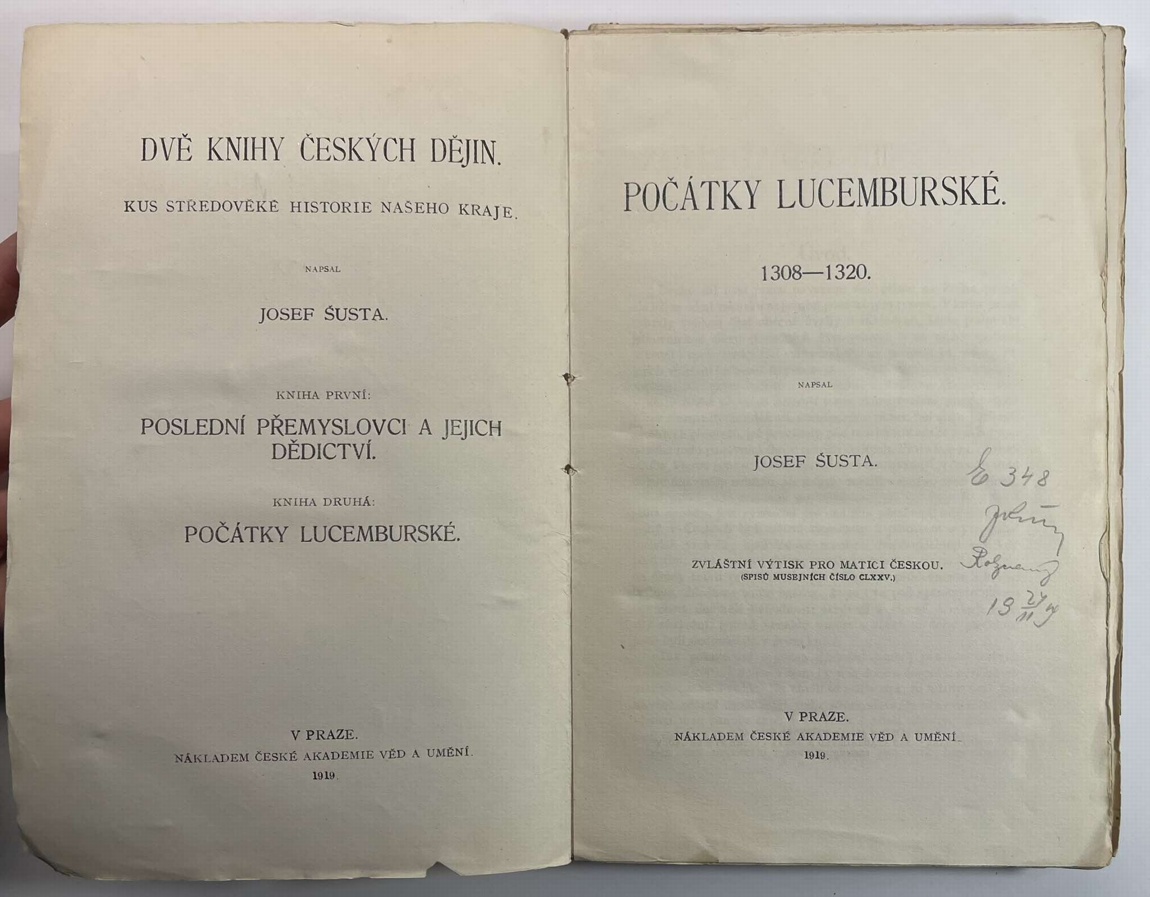 DVĚ KNIHY ČESKÝCH DĚJIN.
KUS STŘEDOVĚKÉ HISTORIE NAŠEHO KRAJE.
NAPSAL
JOSEF ŠUSTA.
KNIHA PRVNÍ:
POSLEDNÍ PŘEMYSLOVCI A JEJICH
DĚDICTVÍ.
KNIHA DRUHÁ:
POČÁTKY LUCEMBURSKÉ.
V PRAZE.
NÁKLADEM ČESKÉ AKADEMIE VĚD A UMĚNÍ.
1919.
POČÁTKY LUCEMBURSKÉ.
1308—1320.
NAPSAL
JOSEF ŠUSTA.
E 348
ZVLÁŠTNÍ VÝTISK PRO MATICI ČESKOU.
(SPISŮ MUSEJNÍCH ČÍSLO CLXXV.)
V PRAZE.
NÁKLADEM ČESKÉ AKADEMIE VĚD A UMĚNÍ.
1919.